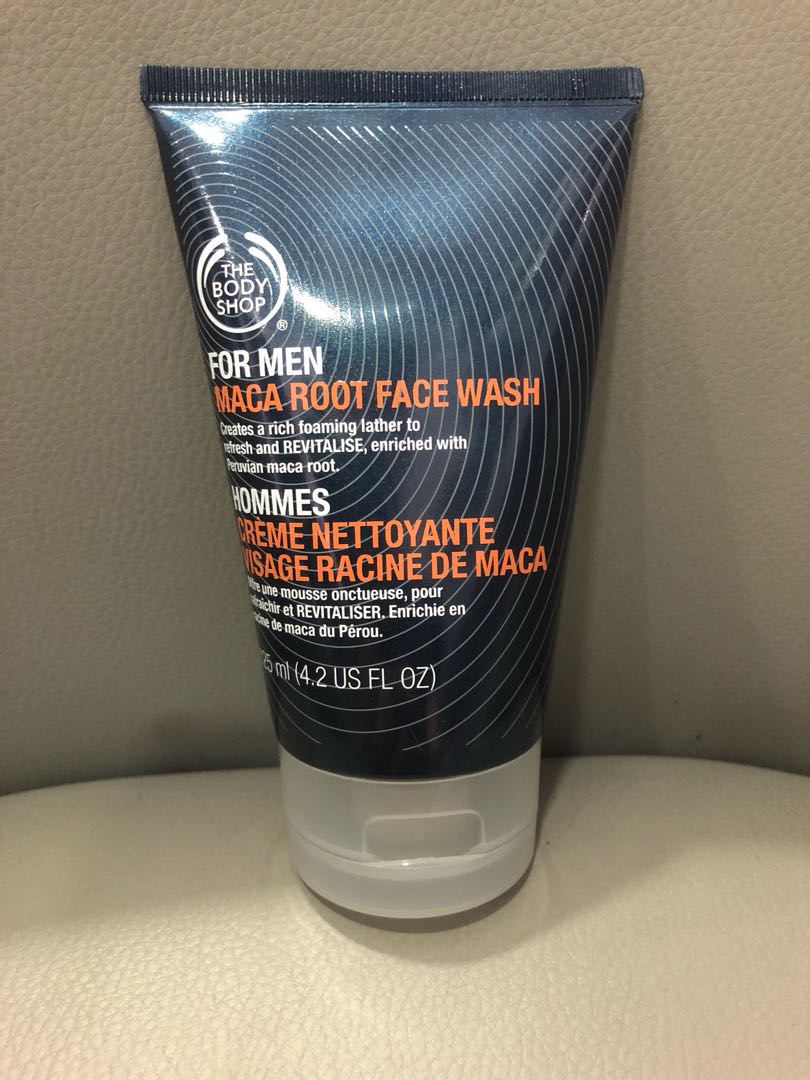 THE
BODY
SHOP
®
FOR MEN
MACA ROOT FACE WASH
Creates a rich foaming lather to
refresh and REVITALISE, enriched with
Peruvian maca root.
HOMMES
CRÈME NETTOYANTE
VISAGE RACINE DE MACA
une mousse onctueuse, pour
et REVITALISER. Enrichie en
racine de maca du Pérou.
ml (4.2 US FL OZ)